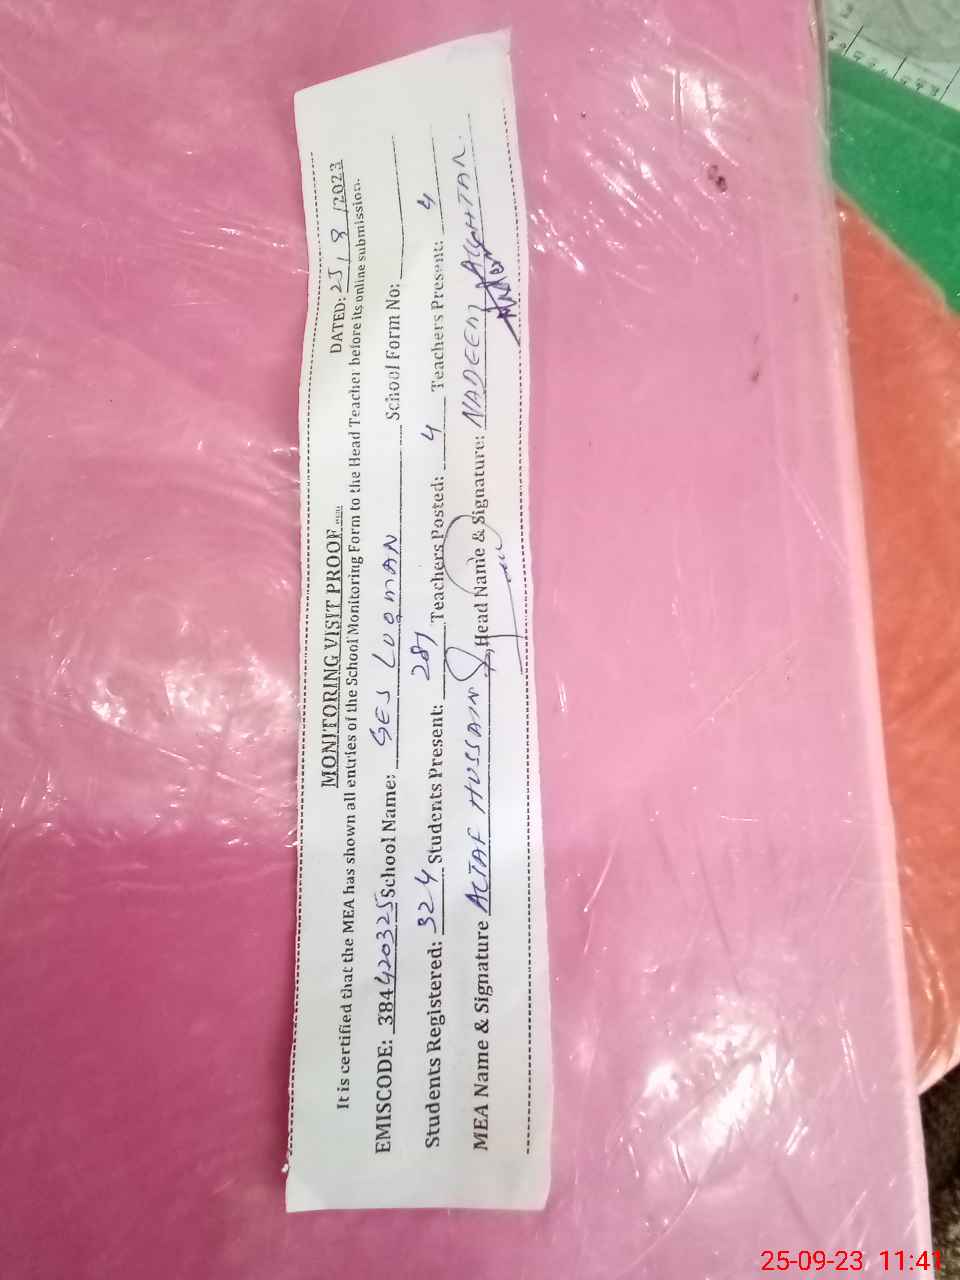 MONITORING VISIT PROOF
DATED: 25/9/2023
It is certified that the MEA has shown all entries of the School Monitoring Form to the Head Teacher before its online submission.
EMISCODE: 384420325 School Name: GES LUQMAN School Form No:
Students Registered: 324 Students Present: 281 Teachers Posted: 4 Teachers Present: 4
MEA Name & Signature ALTAF HUSSAIN, Head Name & Signature: NADEEM AKHTAR
25-09-23 11:41